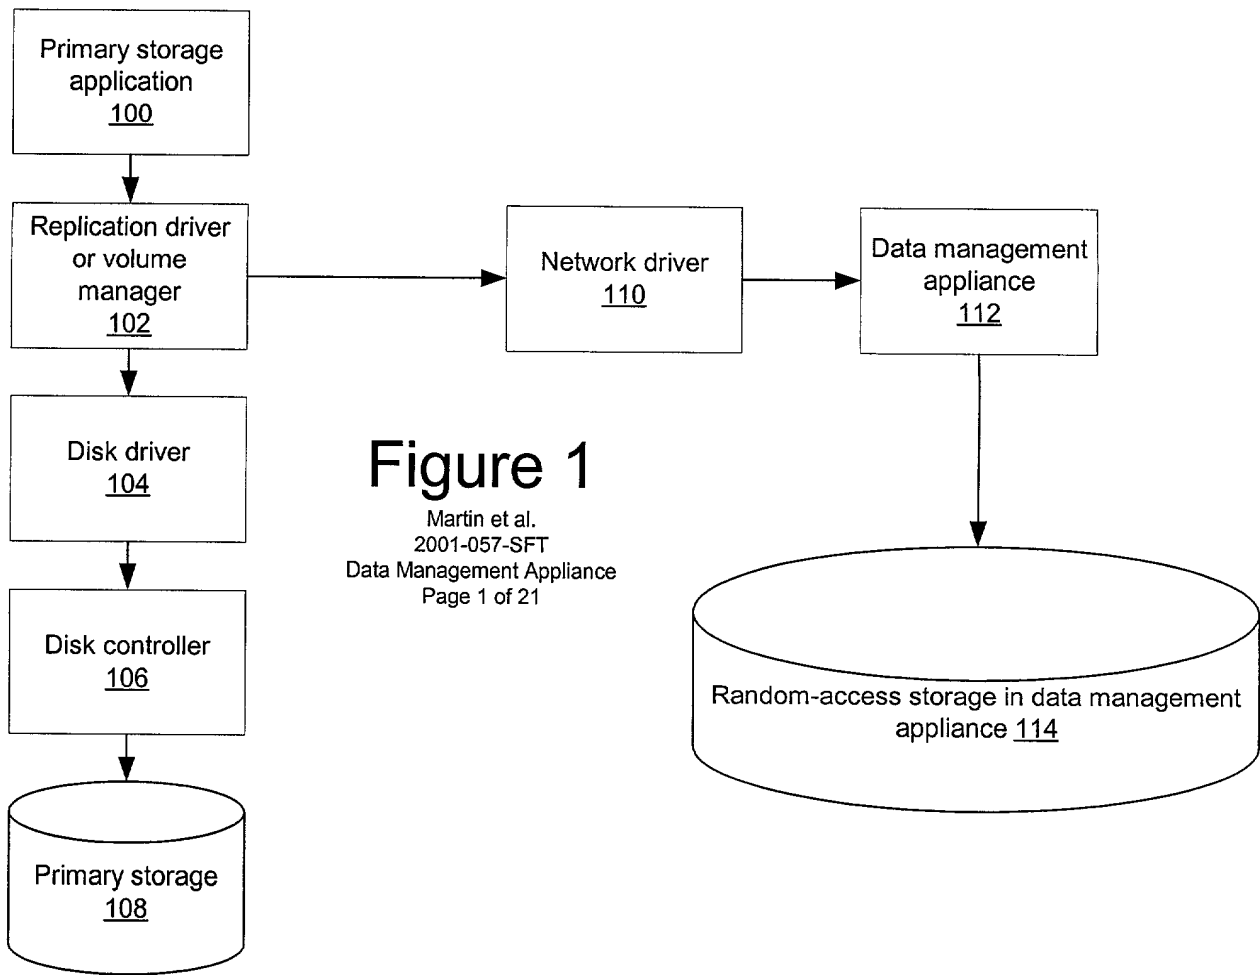 Primary storage
application
100
Replication driver
or volume
manager
102
Network driver
110
Data management
appliance
112
Disk driver
104
Figure 1
Martin et al.
2001-057-SFT
Data Management Appliance
Page 1 of 21
Disk controller
106
Random-access storage in data management
appliance 114
Primary storage
108